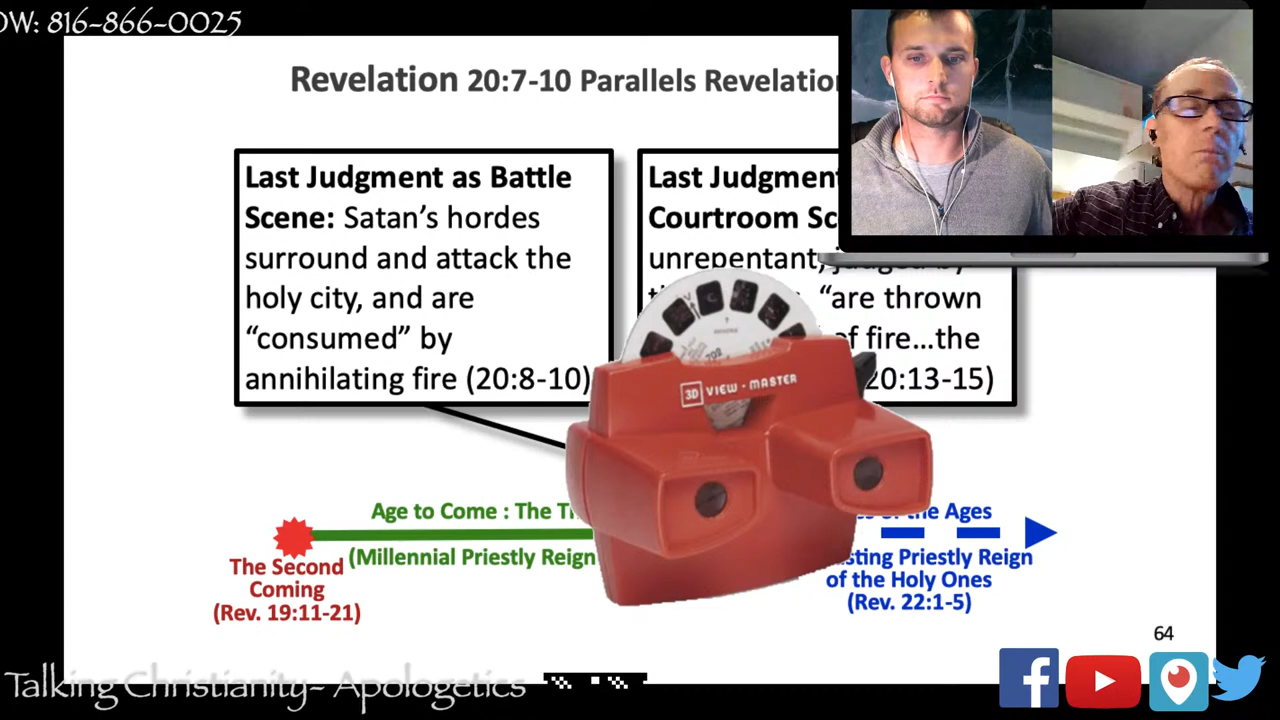 OW: 816-866-0025
Revelation 20:7-10 Parallels Revelation
Last Judgment as Battle
Scene: Satan’s hordes
surround and attack the
holy city, and are
“consumed” by
annihilating fire (20:8-10)
Last Judgment
Courtroom Sc
unrepentant, judged by
“are thrown
of fire…the
20:13-15)
3D VIEW-MASTER
Age to Come : The Th
(Millennial Priestly Reign
The Second
Coming
(Rev. 19:11-21)
of the Ages
sting Priestly Reign
of the Holy Ones
(Rev. 22:1-5)
64
Talking Christianity- Apologetics